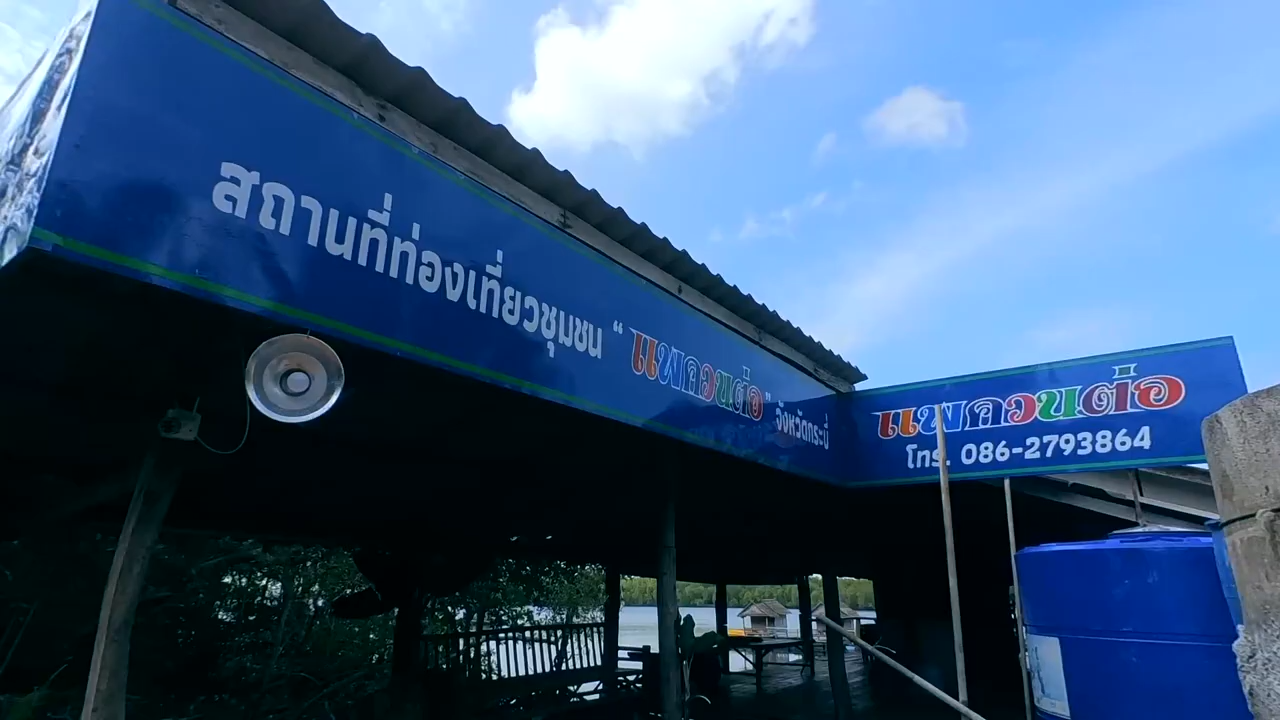 สถานที่ท่องเที่ยวชุมชน "แพควนต่อ" จังหวัดกระบี่
แพควนต่อ
โทร. 086-2793864